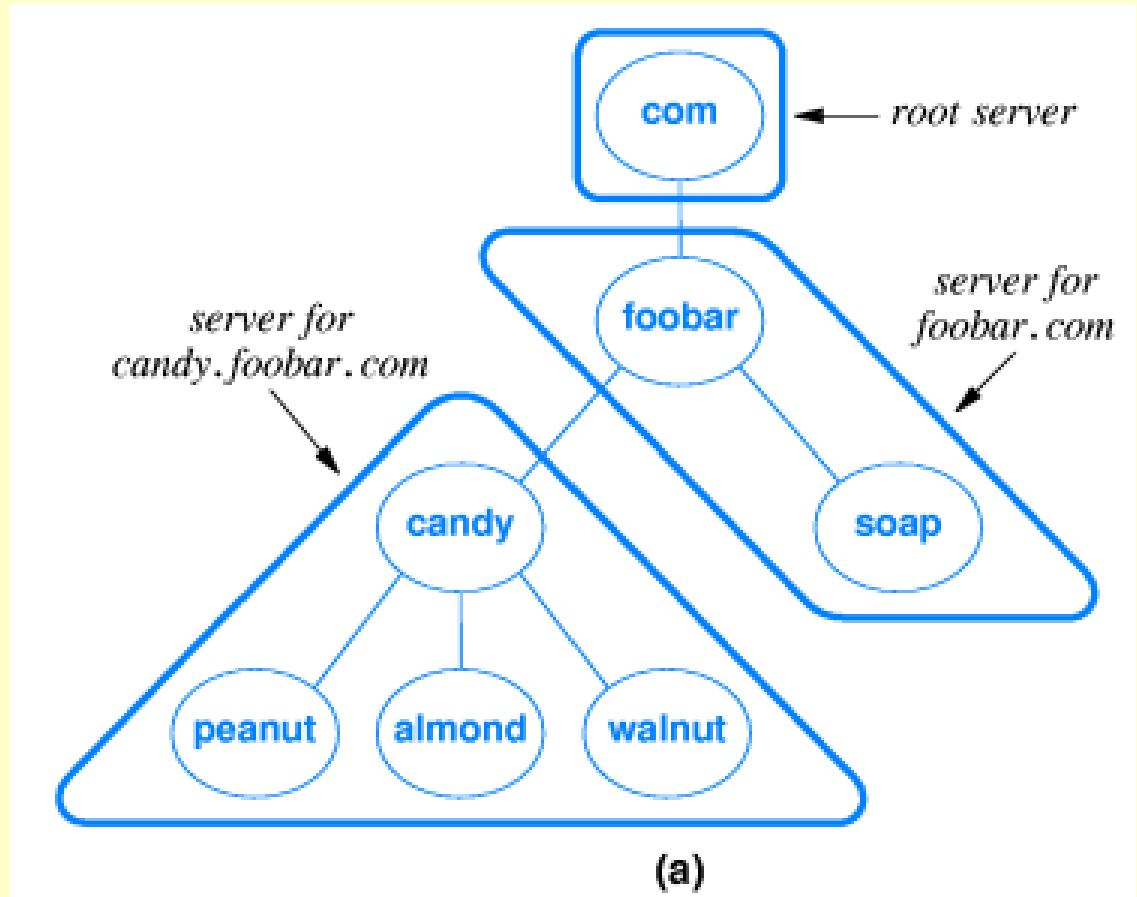 com
root server
foobar
server for
foobar.com
server for
candy.foobar.com
candy
soap
peanut
almond
walnut
(a)